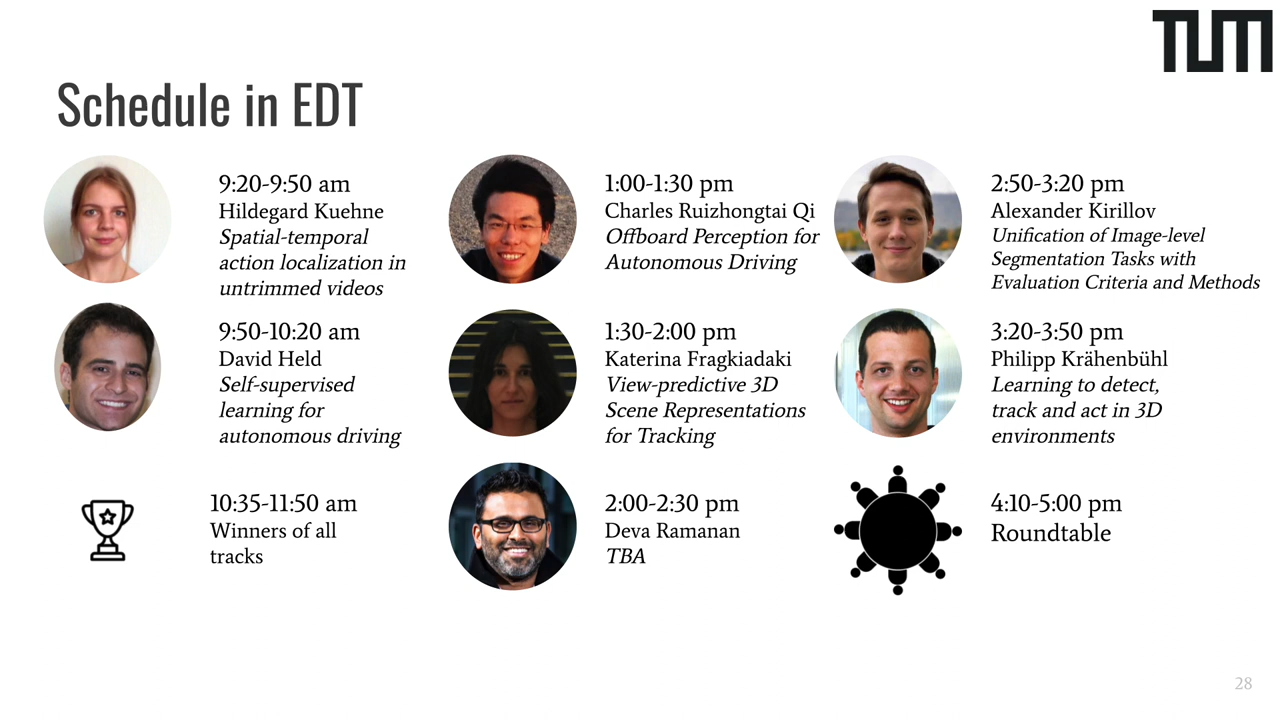 TUM
Schedule in EDT
9:20-9:50 am
Hildegard Kuehne
Spatial-temporal
action localization in
untrimmed videos
9:50-10:20 am
David Held
Self-supervised
learning for
autonomous driving
10:35-11:50 am
Winners of all
tracks
1:00-1:30 pm
Charles Ruizhongtai Qi
Offboard Perception for
Autonomous Driving
1:30-2:00 pm
Katerina Fragkiadaki
View-predictive 3D
Scene Representations
for Tracking
2:00-2:30 pm
Deva Ramanan
TBA
2:50-3:20 pm
Alexander Kirillov
Unification of Image-level
Segmentation Tasks with
Evaluation Criteria and Methods
3:20-3:50 pm
Philipp Krähenbühl
Learning to detect,
track and act in 3D
environments
4:10-5:00 pm
Roundtable
28